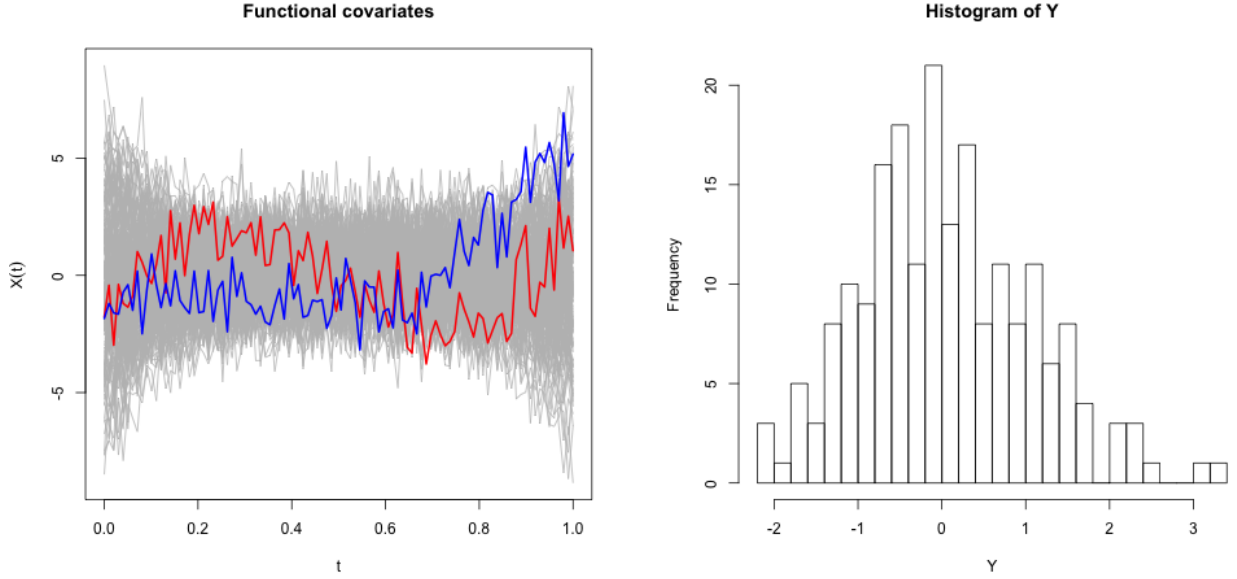 Functional covariates
X(t)
5
0
-5
0.0 0.2 0.4 0.6 0.8 1.0
t
Histogram of Y
Frequency
20
15
10
5
0
-2 -1 0 1 2 3
Y